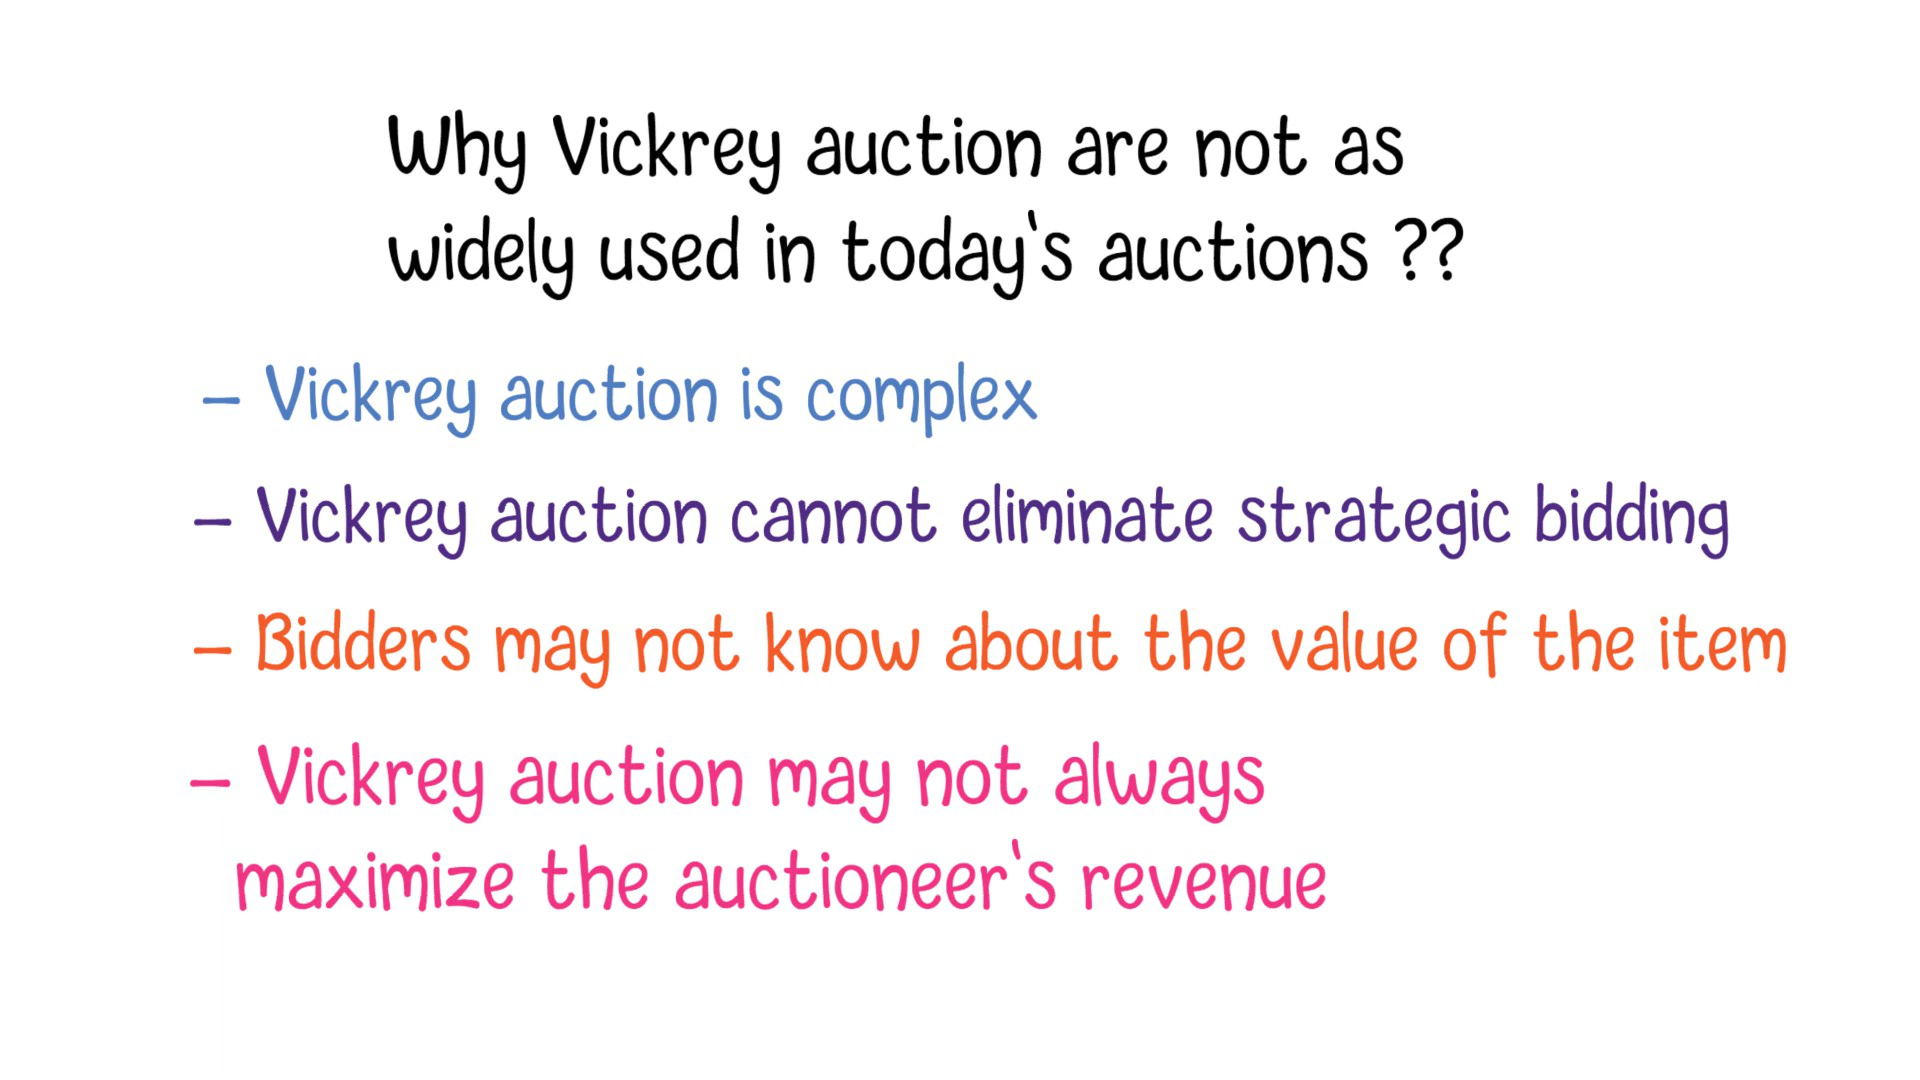 Why Vickrey auction are not as
widely used in today's auctions ??
– Vickrey auction is complex
– Vickrey auction cannot eliminate strategic bidding
– Bidders may not know about the value of the item
– Vickrey auction may not always
maximize the auctioneer's revenue